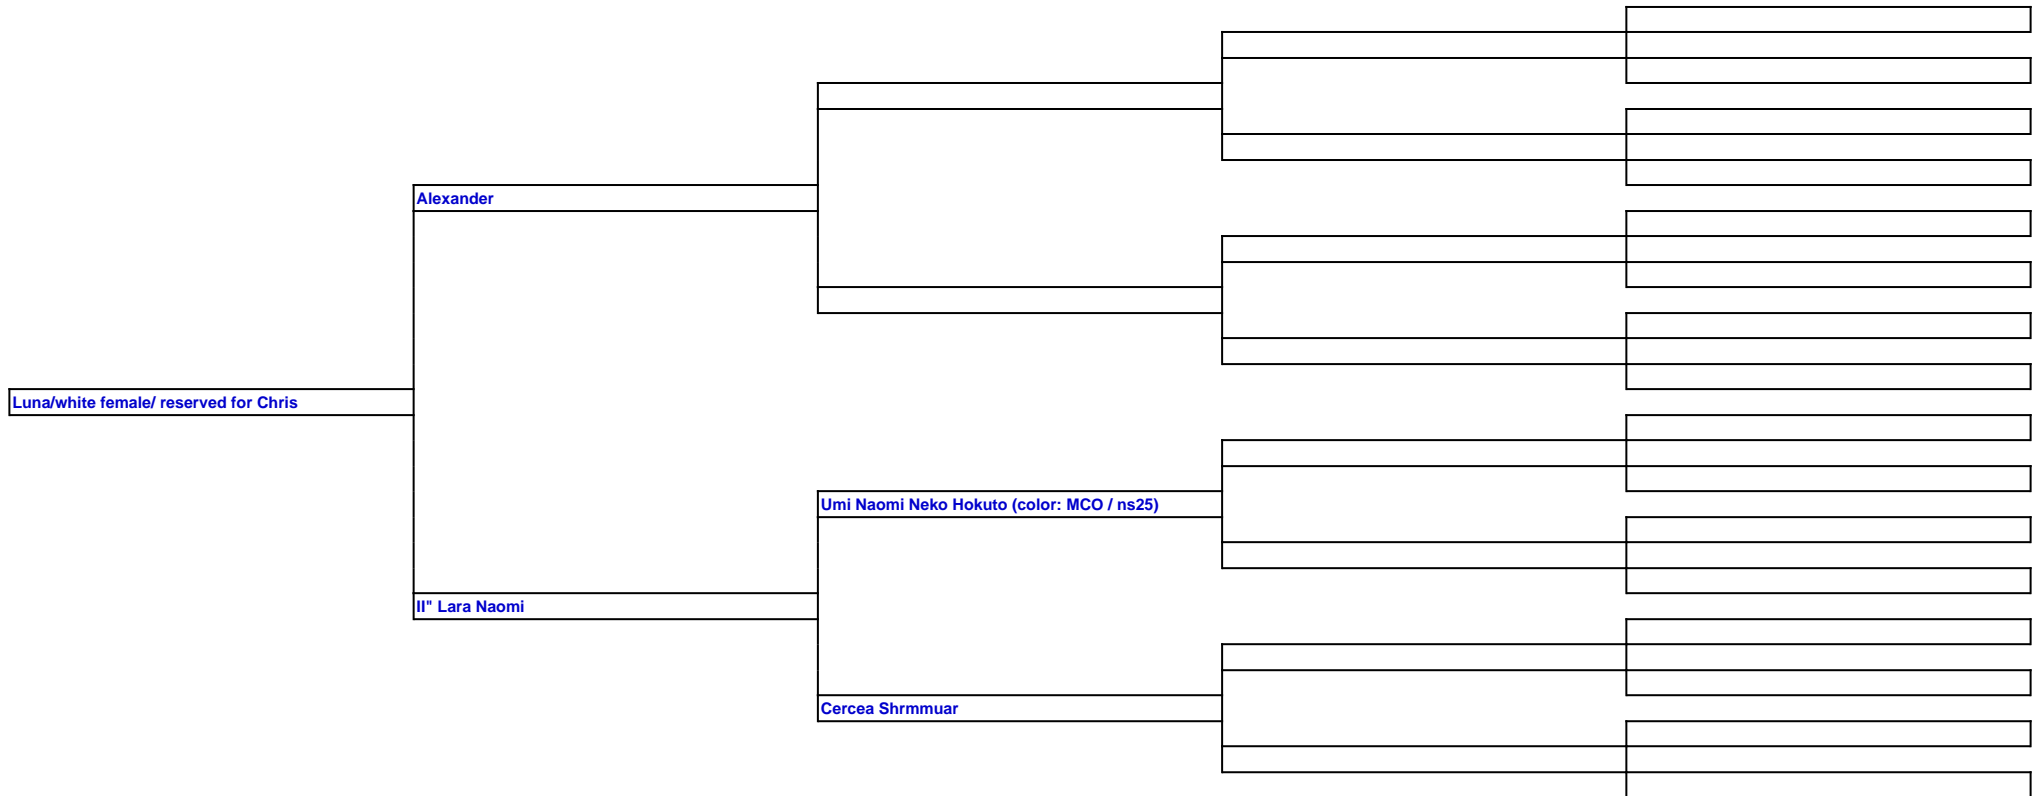 Alexander
Luna/white female/ reserved for Chris
Umi Naomi Neko Hokuto (color: MCO / ns25)
II" Lara Naomi
Cercea Shrmmuar